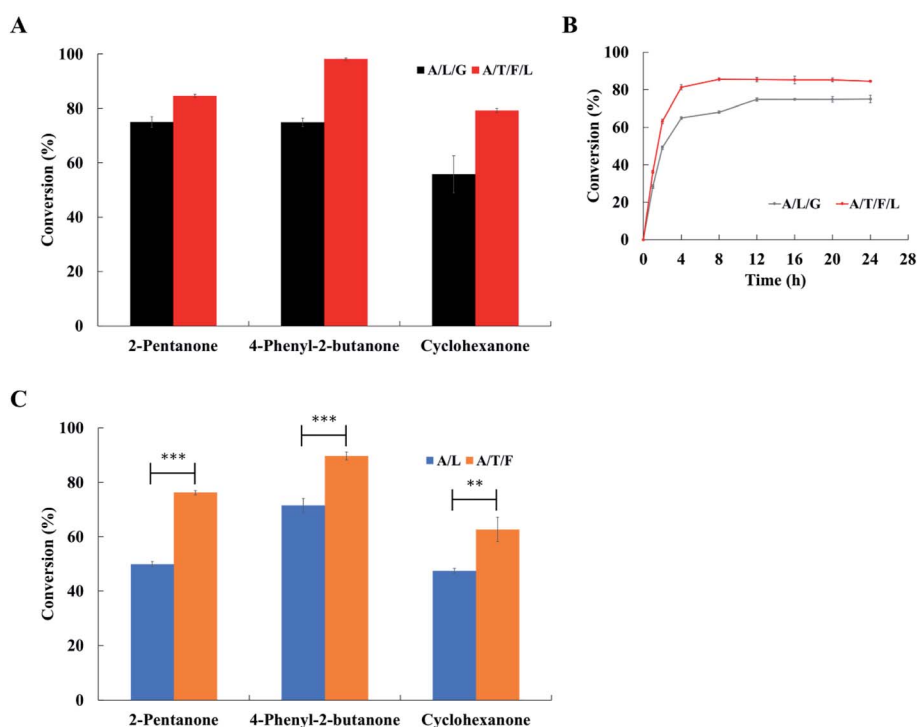 A
Conversion (%)
100
80
60
40
20
0
A/L/G A/T/F/L
2-Pentanone 4-Phenyl-2-butanone Cyclohexanone
B
Conversion (%)
100
80
60
40
20
0
A/L/G A/T/F/L
0 4 8 12 16 20 24 28
Time (h)
C
Conversion (%)
100
80
60
40
20
0
*** *** **
A/L A/T/F
2-Pentanone 4-Phenyl-2-butanone Cyclohexanone